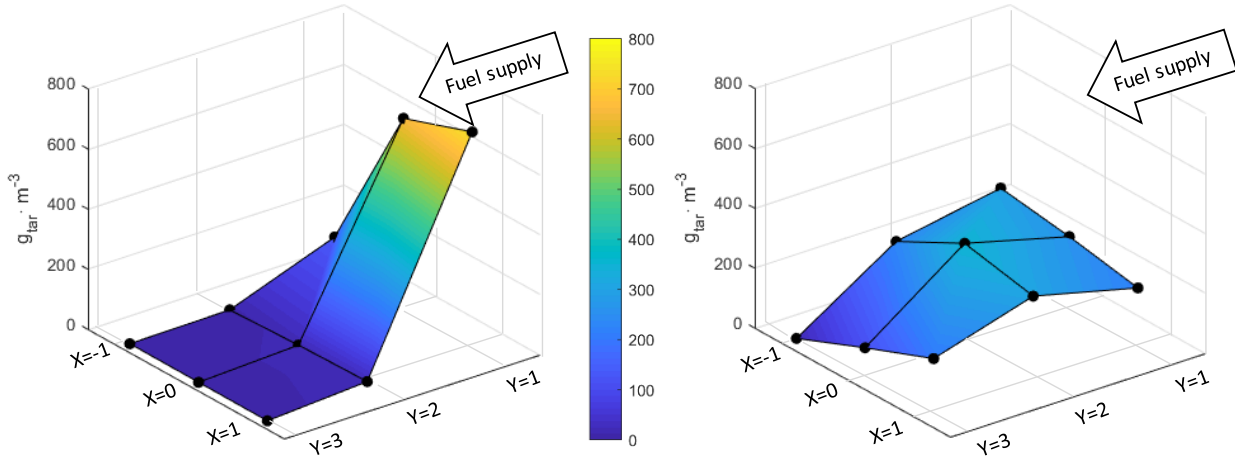 Fuel supply
800
600
400
200
0
g_tar · m⁻³
X=-1
X=0
X=1
Y=3
Y=2
Y=1
800
700
600
500
400
300
200
100
0
Fuel supply
800
600
400
200
0
g_tar · m⁻³
X=-1
X=0
X=1
Y=3
Y=2
Y=1